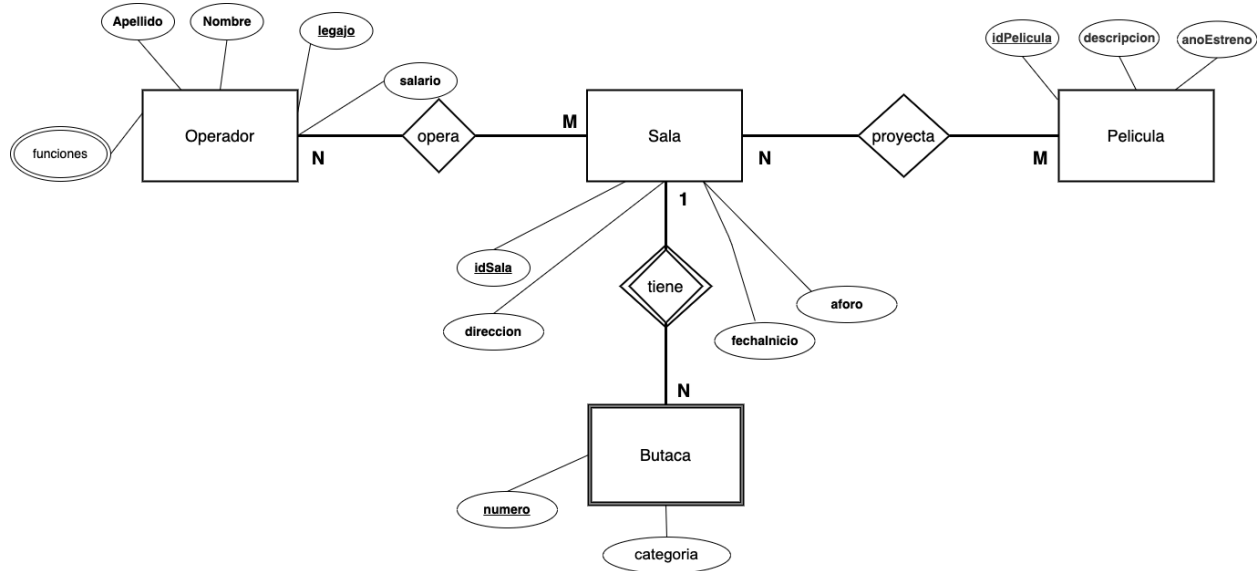 Apellido
Nombre
legajo
salario
funciones
Operador
N
opera
M
Sala
N
proyecta
M
Pelicula
idPelicula
descripcion
anoEstreno
1
idSala
direccion
tiene
fechaInicio
aforo
N
Butaca
numero
categoria